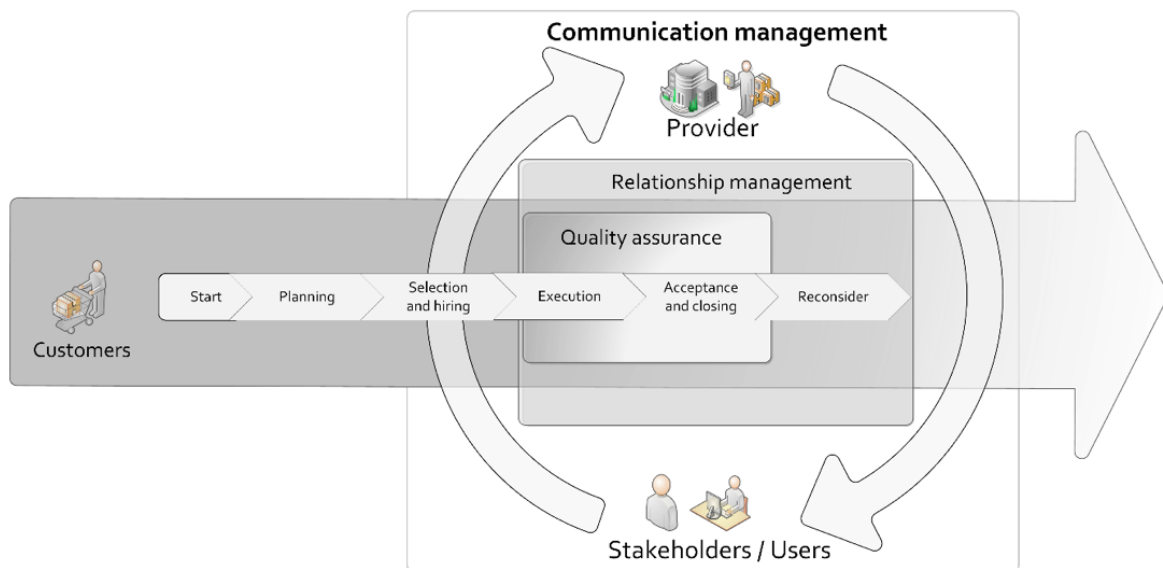 Communication management
Provider
Relationship management
Quality assurance
Customers
Start
Planning
Selection
and hiring
Execution
Acceptance
and closing
Reconsider
Stakeholders / Users